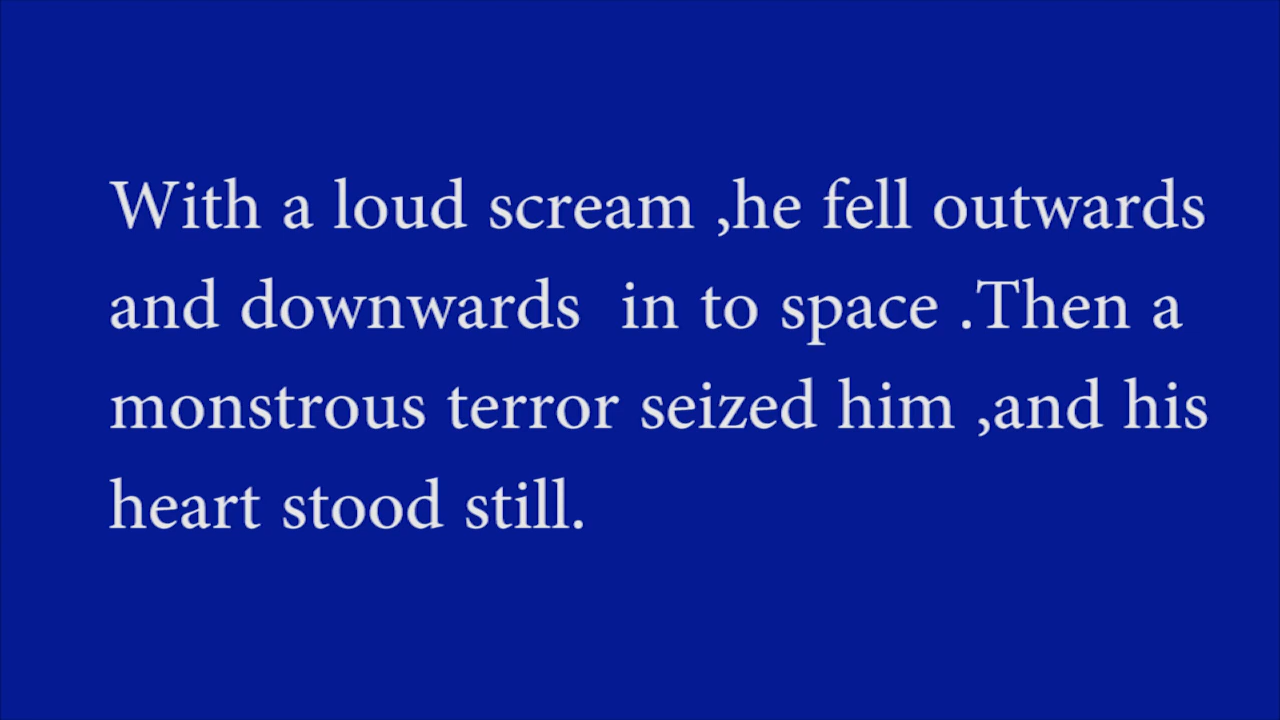 With a loud scream ,he fell outwards
and downwards  in to space .Then a
monstrous terror seized him ,and his
heart stood still.